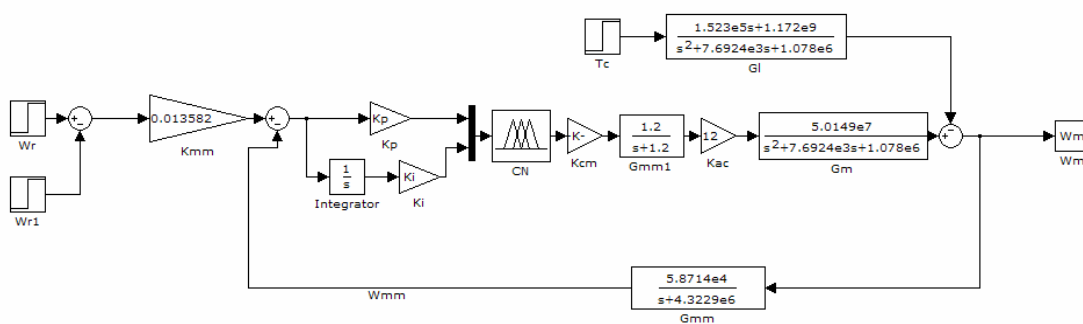 1.523e5s+1.172e9
s²+7.6924e3s+1.078e6
Tc
Gl
Wr
0.013582
Kmm
Kp
Kp
CN
K-
Kcm
1.2
s+1.2
Gmm1
12
Kac
5.0149e7
s²+7.6924e3s+1.078e6
Gm
Wm
Wm
1
s
Integrator
Ki
Ki
Wr1
Wmm
5.8714e4
s+4.3229e6
Gmm